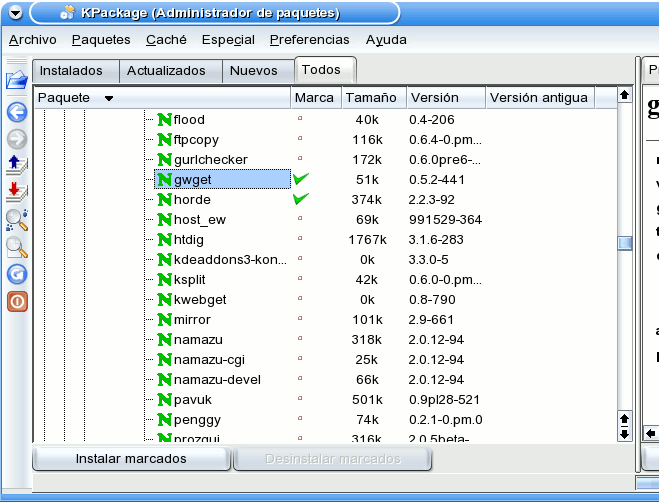 KPackage (Administrador de paquetes)
Archivo Paquetes Caché Especial Preferencias Ayuda
Instalados Actualizados Nuevos Todos
Paquete Marca Tamaño Versión Versión antigua
flood 40k 0.4-206
ftpcopy 116k 0.6.4-0.pm...
gurlchecker 172k 0.6.0pre6-...
gwget 51k 0.5.2-441
horde 374k 2.2.3-92
host_ew 69k 991529-364
htdig 1767k 3.1.6-283
kdeaddons3-kon... 0k 3.3.0-5
ksplit 42k 0.6.0-0.pm...
kwebget 0k 0.8-790
mirror 101k 2.9-661
namazu 318k 2.0.12-94
namazu-cgi 25k 2.0.12-94
namazu-devel 66k 2.0.12-94
pavuk 501k 0.9pl28-521
penggy 74k 0.2.1-0.pm.0
prozgui 316k 2.0.5beta-
Instalar marcados Desinstalar marcados